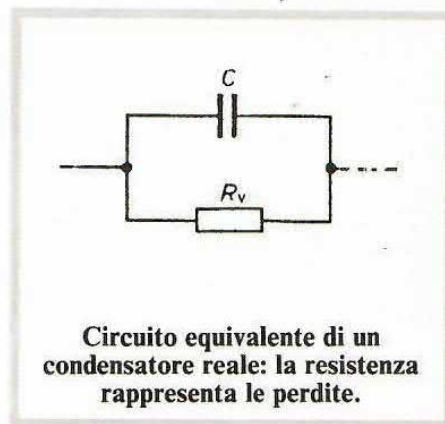 C
Rv
Circuito equivalente di un
condensatore reale: la resistenza
rappresenta le perdite.